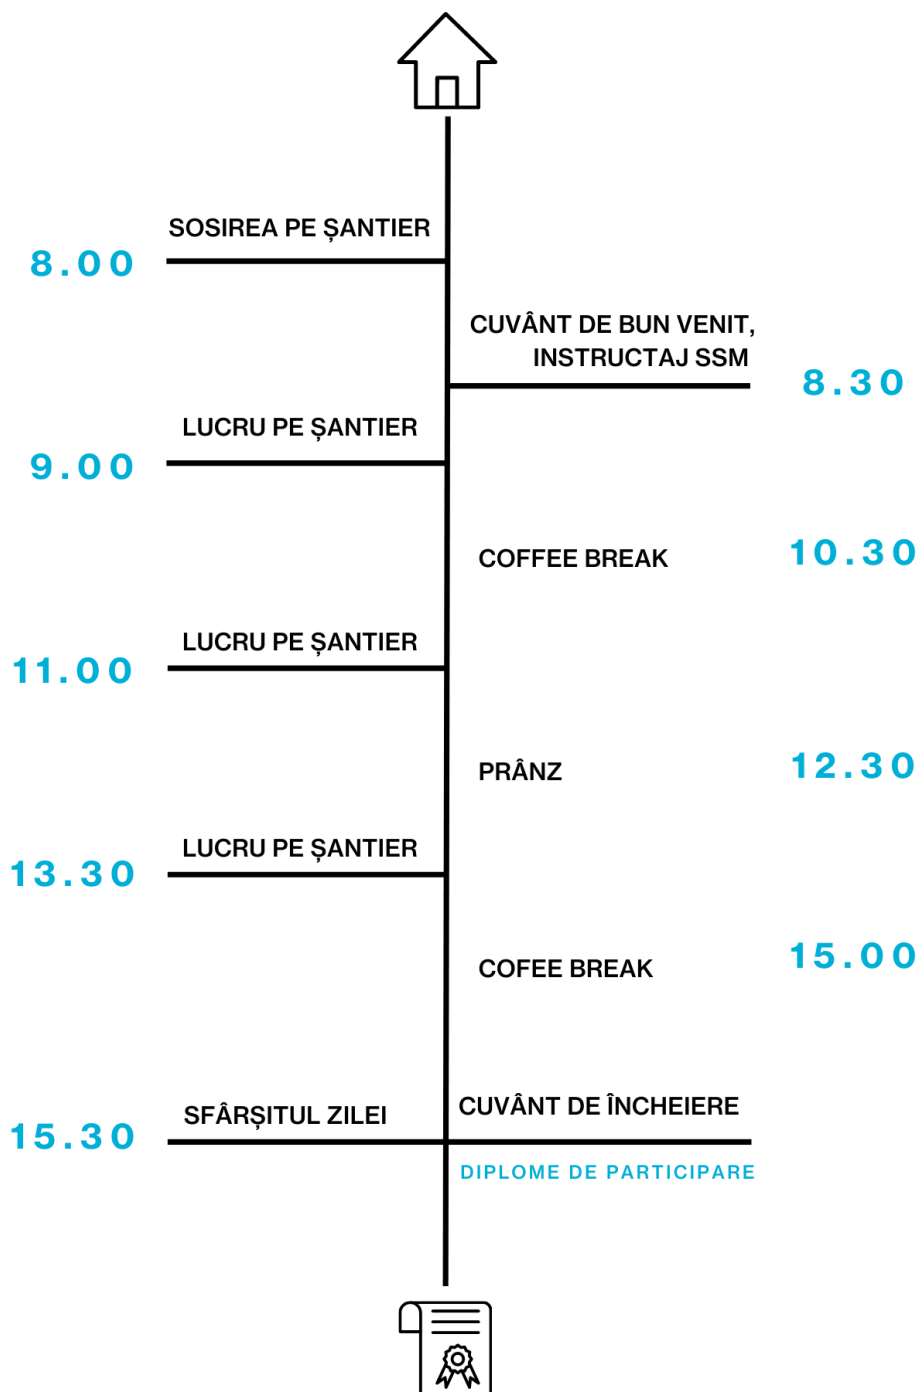 SOSIREA PE ȘANTIER
8.00
CUVÂNT DE BUN VENIT,
INSTRUCTAJ SSM
8.30
LUCRU PE ȘANTIER
9.00
COFFEE BREAK
10.30
LUCRU PE ȘANTIER
11.00
PRÂNZ
12.30
LUCRU PE ȘANTIER
13.30
COFEE BREAK
15.00
SFÂRȘITUL ZILEI
15.30
CUVÂNT DE ÎNCHEIERE
DIPLOME DE PARTICIPARE